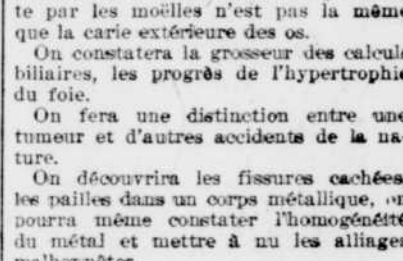 te par les moëlles n'est pas la même
que la carie extérieure des os.
On constatera la grosseur des calculs
biliaires, les progrès de l'hypertrophie
du foie.
On fera une distinction entre une
tumeur et d'autres accidents de la na-
ture.
On découvrira les fissures cachées,
les pailles dans un corps métallique, on
pourra même constater l'homogénéité
du métal et mettre à nu les alliages
malhonnêtes